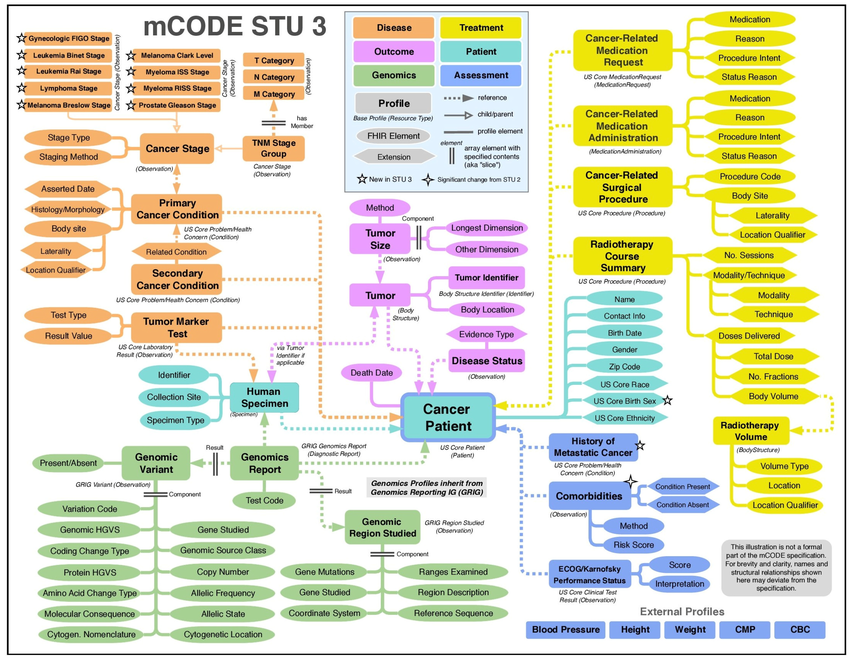 mCODE STU 3
Gynecologic FIGO Stage
Leukemia Binet Stage
Leukemia Rai Stage
Lymphoma Stage
Melanoma Breslow Stage
Cancer Stage (Observation)
Melanoma Clark Level
Myeloma ISS Stage
Myeloma RISS Stage
Prostate Gleason Stage
Cancer Stage
(Observation)
T Category
N Category
M Category
has
Member
TNM Stage
Group
Cancer Stage
(Observation)
Stage Type
Staging Method
Cancer Stage
(Observation)
Asserted Date
Histology/Morphology
Body site
Laterality
Location Qualifier
Primary
Cancer Condition
US Core Problem/Health
Concern (Condition)
Related Condition
Secondary
Cancer Condition
US Core Problem/Health Concern (Condition)
Test Type
Result Value
Tumor Marker
Test
US Core Laboratory
Result (Observation)
Disease
Treatment
Outcome
Patient
Genomics
Assessment
Profile
Base Profile (Resource Type)
FHIR Element
Extension
reference
child/parent
profile element
element
array element with
specified contents
(aka "slice")
New in STU 3
Significant change from STU 2
Method
Tumor
Size
(Observation)
Component
Longest Dimension
Other Dimension
Tumor
(Body
Structure)
Tumor Identifier
Body Structure Identifier (Identifier)
Body Location
Evidence Type
Disease Status
(Observation)
via Tumor
Identifier if
applicable
Death Date
Identifier
Collection Site
Specimen Type
Human
Specimen
(Specimen)
Cancer
Patient
US Core Patient
(Patient)
Name
Contact Info
Birth Date
Gender
Zip Code
US Core Race
US Core Birth Sex
US Core Ethnicity
Cancer-Related
Medication
Request
US Core MedicationRequest
(MedicationRequest)
Medication
Reason
Procedure Intent
Status Reason
Cancer-Related
Medication
Administration
(MedicationAdministration)
Medication
Reason
Procedure Intent
Status Reason
Cancer-Related
Surgical
Procedure
US Core Procedure (Procedure)
Procedure Code
Body Site
Laterality
Location Qualifier
Radiotherapy
Course
Summary
US Core Procedure (Procedure)
No. Sessions
Modality/Technique
Modality
Technique
Doses Delivered
Total Dose
No. Fractions
Body Volume
Radiotherapy
Volume
(BodyStructure)
Volume Type
Location
Location Qualifier
Present/Absent
Genomic
Variant
GRIG Variant (Observation)
Result
Genomics
Report
GRIG Genomics Report
(Diagnostic Report)
Test Code
Result
Genomics Profiles inherit from
Genomics Reporting IG (GRIG)
Component
Variation Code
Genomic HGVS
Coding Change Type
Protein HGVS
Amino Acid Change Type
Molecular Consequence
Cytogen. Nomenclature
Gene Studied
Genomic Source Class
Copy Number
Allelic Frequency
Allelic State
Cytogenetic Location
Genomic
Region Studied
GRIG Region Studied
(Observation)
Component
Gene Mutations
Gene Studied
Coordinate System
Ranges Examined
Region Description
Reference Sequence
History of
Metastatic Cancer
US Core Problem/Health
Concern (Condition)
Comorbidities
(Observation)
Condition Present
Condition Absent
Method
Risk Score
ECOG/Karnofsky
Performance Status
US Core Clinical Test
Result (Observation)
Score
Interpretation
This illustration is not a formal
part of the mCODE specification.
For brevity and clarity, names and
structural relationships shown
here may deviate from the
specification.
External Profiles
Blood Pressure
Height
Weight
CMP
CBC